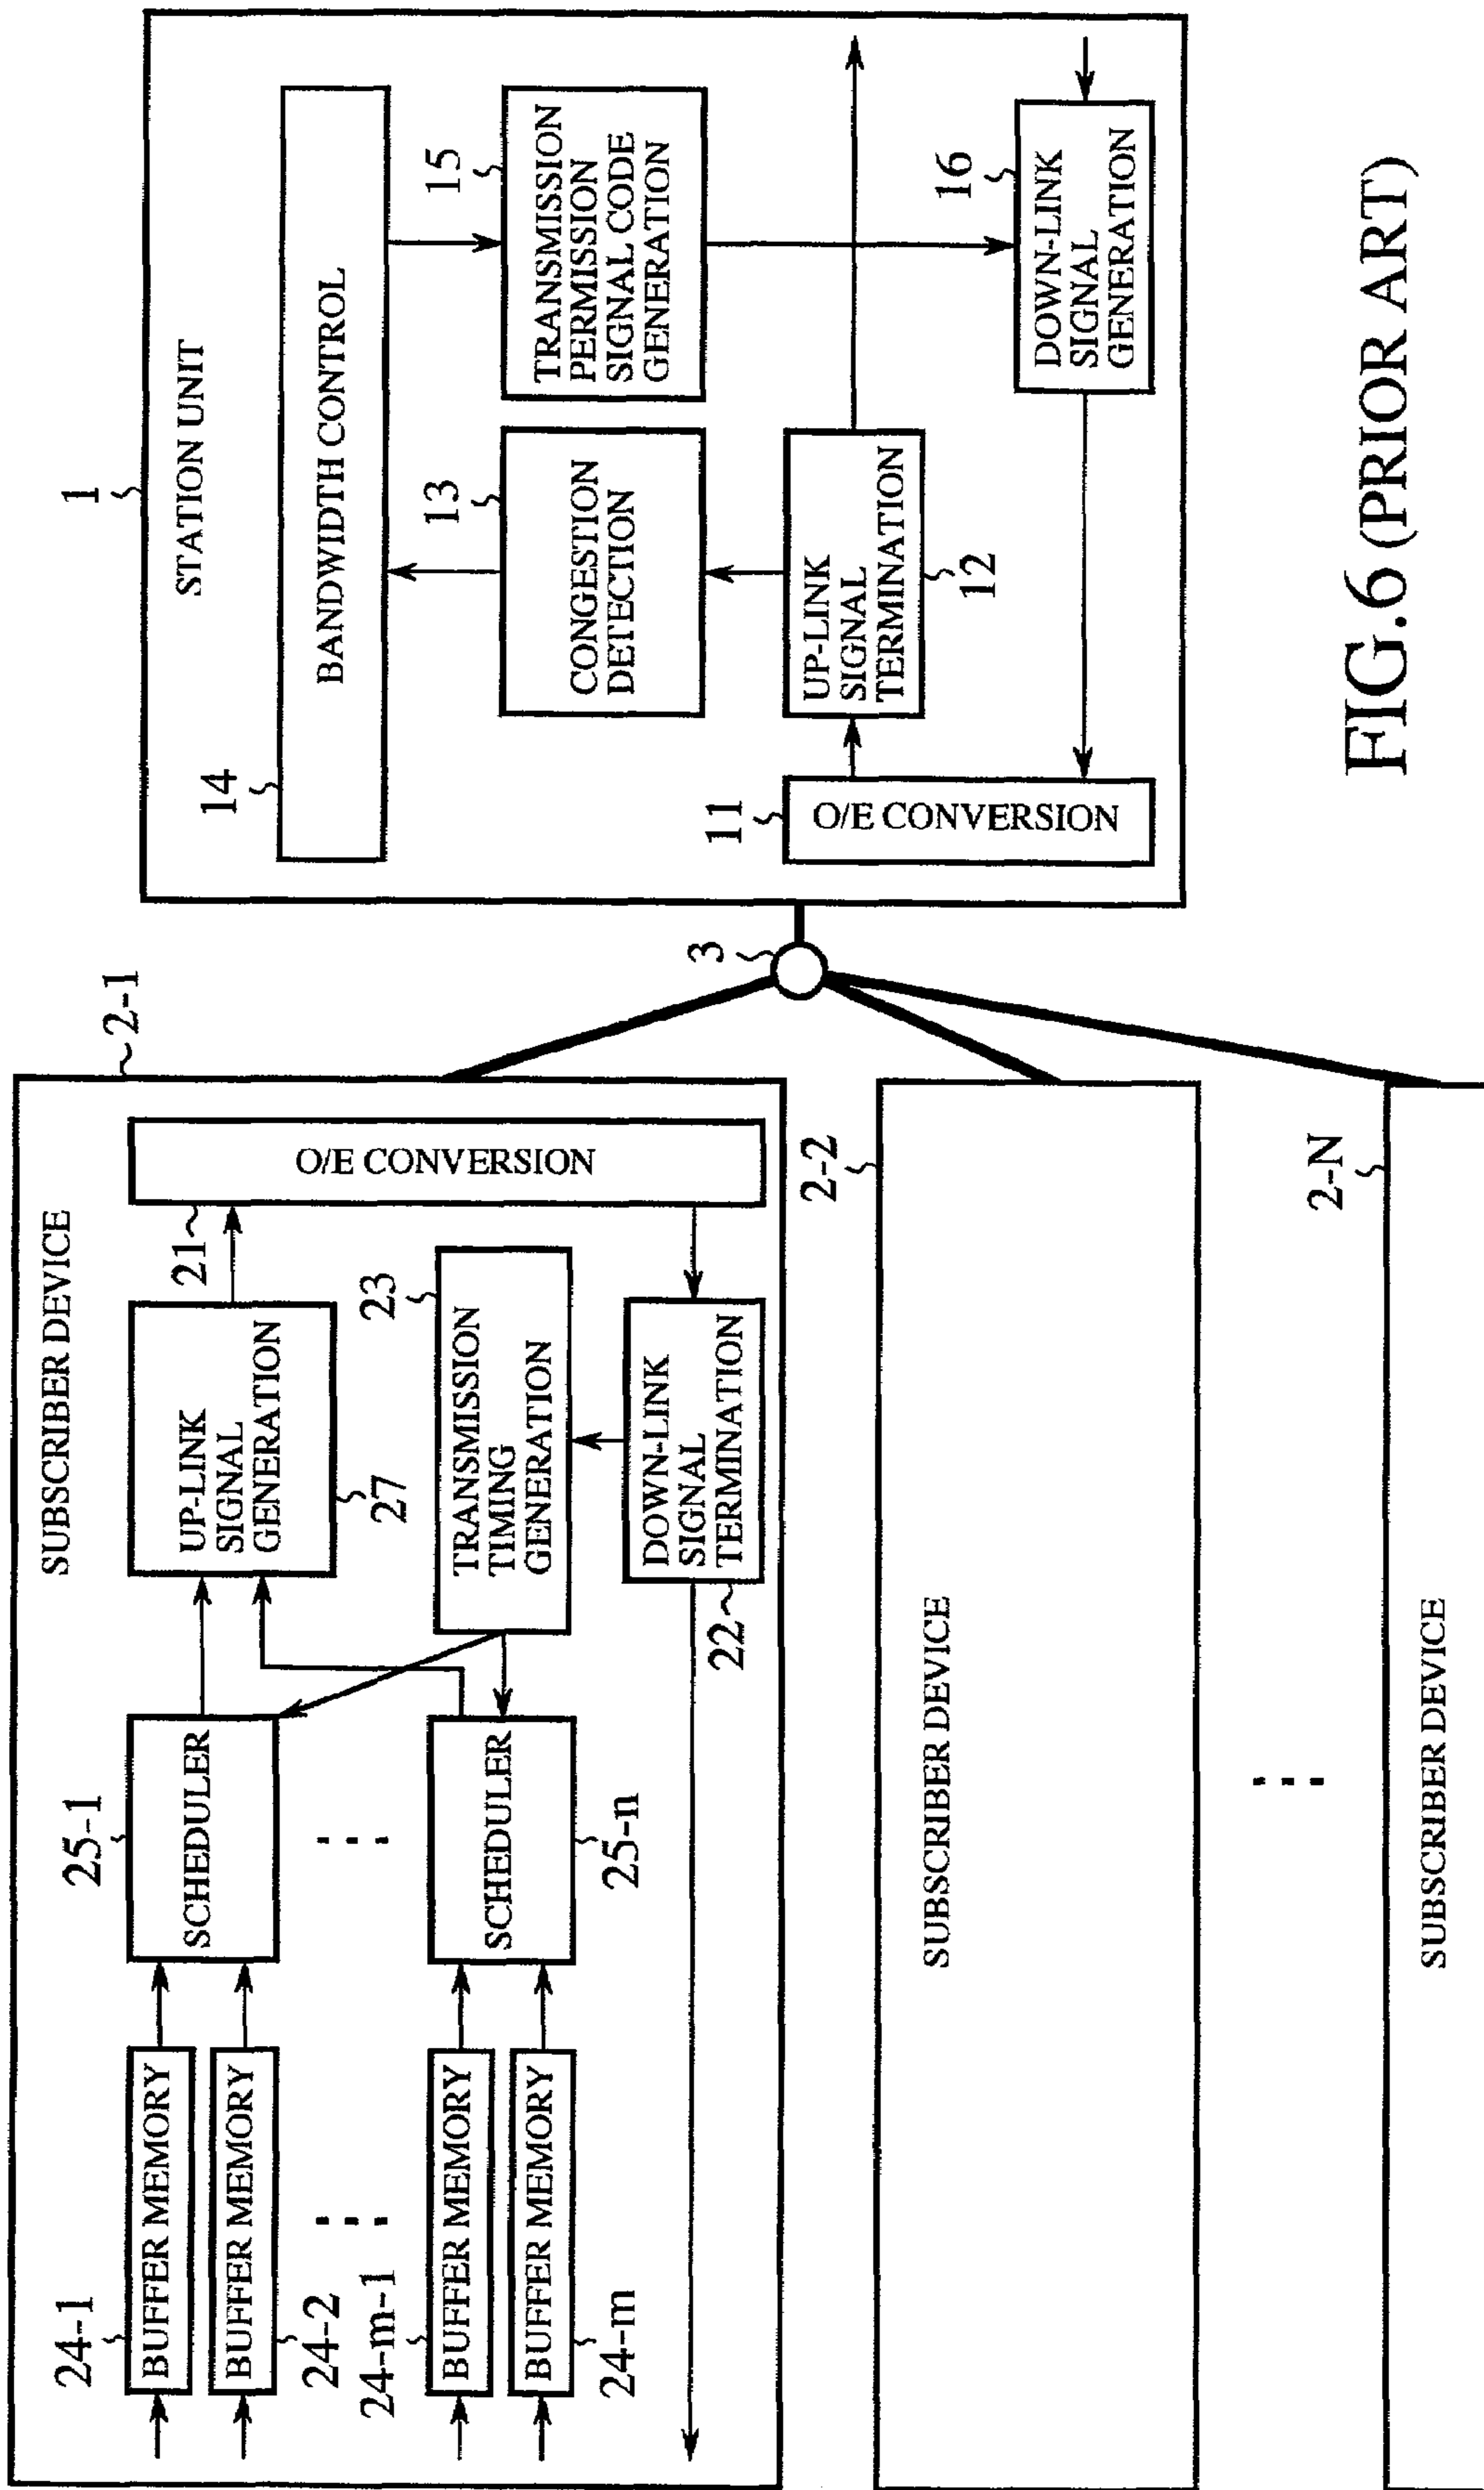 SUBSCRIBER DEVICE
2-1
24-1
BUFFER MEMORY
BUFFER MEMORY
24-2
24-m-1
BUFFER MEMORY
BUFFER MEMORY
24-m
25-1
SCHEDULER
SCHEDULER
25-n
UP-LINK
SIGNAL
GENERATION
27
21
O/E CONVERSION
23
TRANSMISSION
TIMING
GENERATION
DOWN-LINK
SIGNAL
TERMINATION
22
2-2
SUBSCRIBER DEVICE
2-N
SUBSCRIBER DEVICE
3
1
STATION UNIT
14
BANDWIDTH CONTROL
13
CONGESTION
DETECTION
15
TRANSMISSION
PERMISSION
SIGNAL CODE
GENERATION
11
O/E CONVERSION
UP-LINK
SIGNAL
TERMINATION
12
16
DOWN-LINK
SIGNAL
GENERATION
FIG.6 (PRIOR ART)